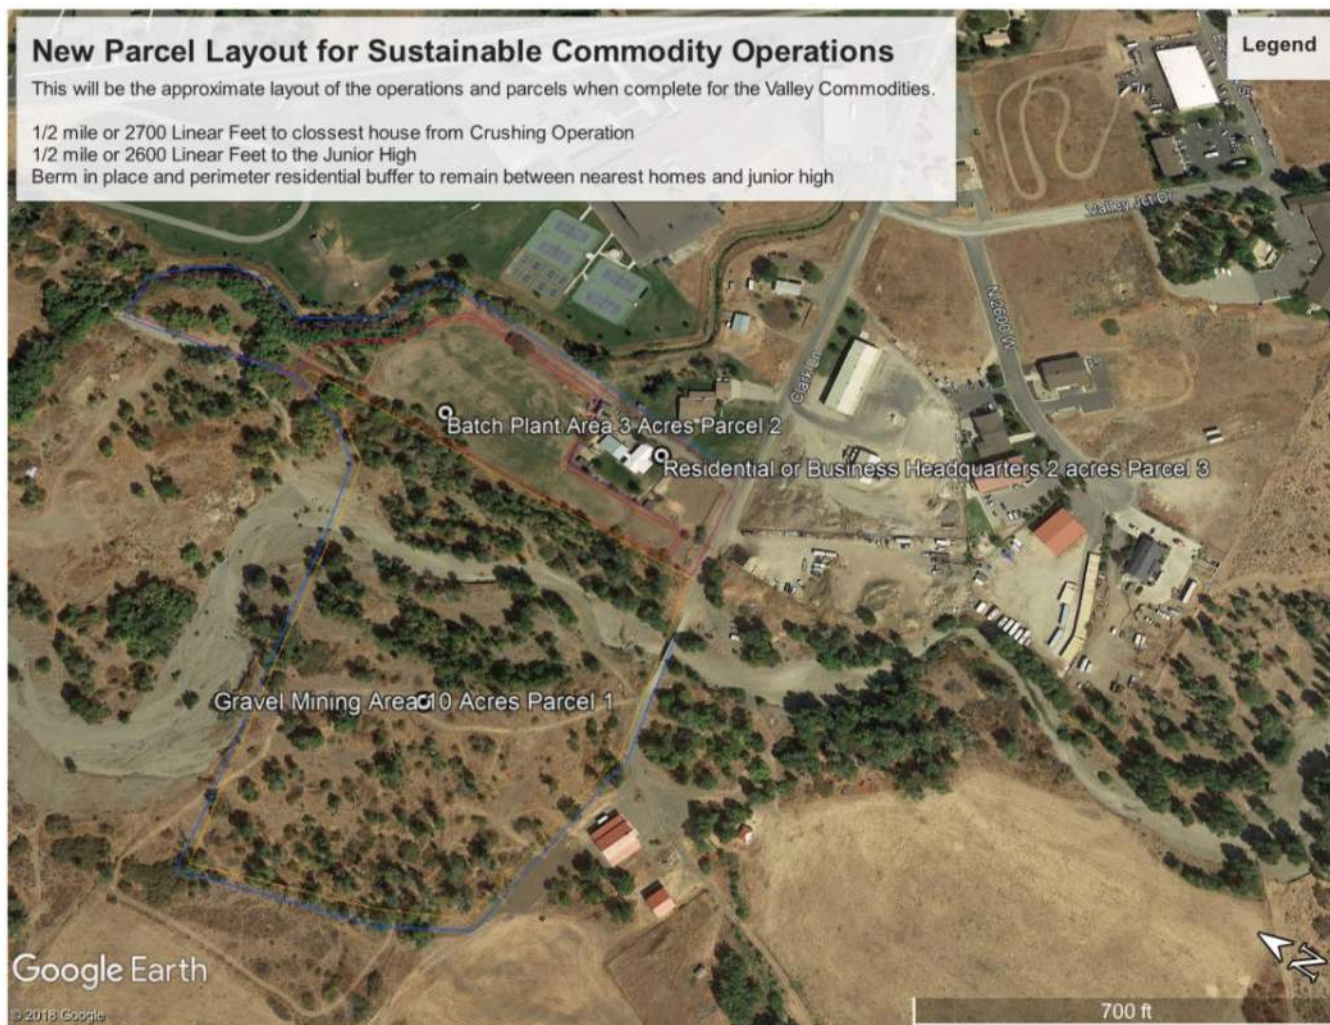 New Parcel Layout for Sustainable Commodity Operations
Legend
This will be the approximate layout of the operations and parcels when complete for the Valley Commodities.
1/2 mile or 2700 Linear Feet to clossest house from Crushing Operation
1/2 mile or 2600 Linear Feet to the Junior High
Berm in place and perimeter residential buffer to remain between nearest homes and junior high
Valley Jct Dr
N 2600 W
Clark Ln
Batch Plant Area 3 Acres Parcel 2
Residential or Business Headquarters 2 acres Parcel 3
Gravel Mining Area 10 Acres Parcel 1
Google Earth
N
© 2018 Google
700 ft